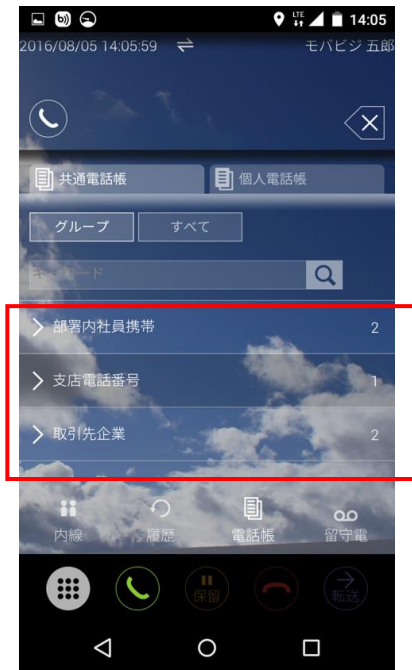 LTE 14:05
2016/08/05 14:05:59 モバビジ 五郎
共通電話帳 個人電話帳
グループ すべて
キーワード
部署内社員携帯 2
支店電話番号 1
取引先企業 2
内線 履歴 電話帳 留守電
保留 転送